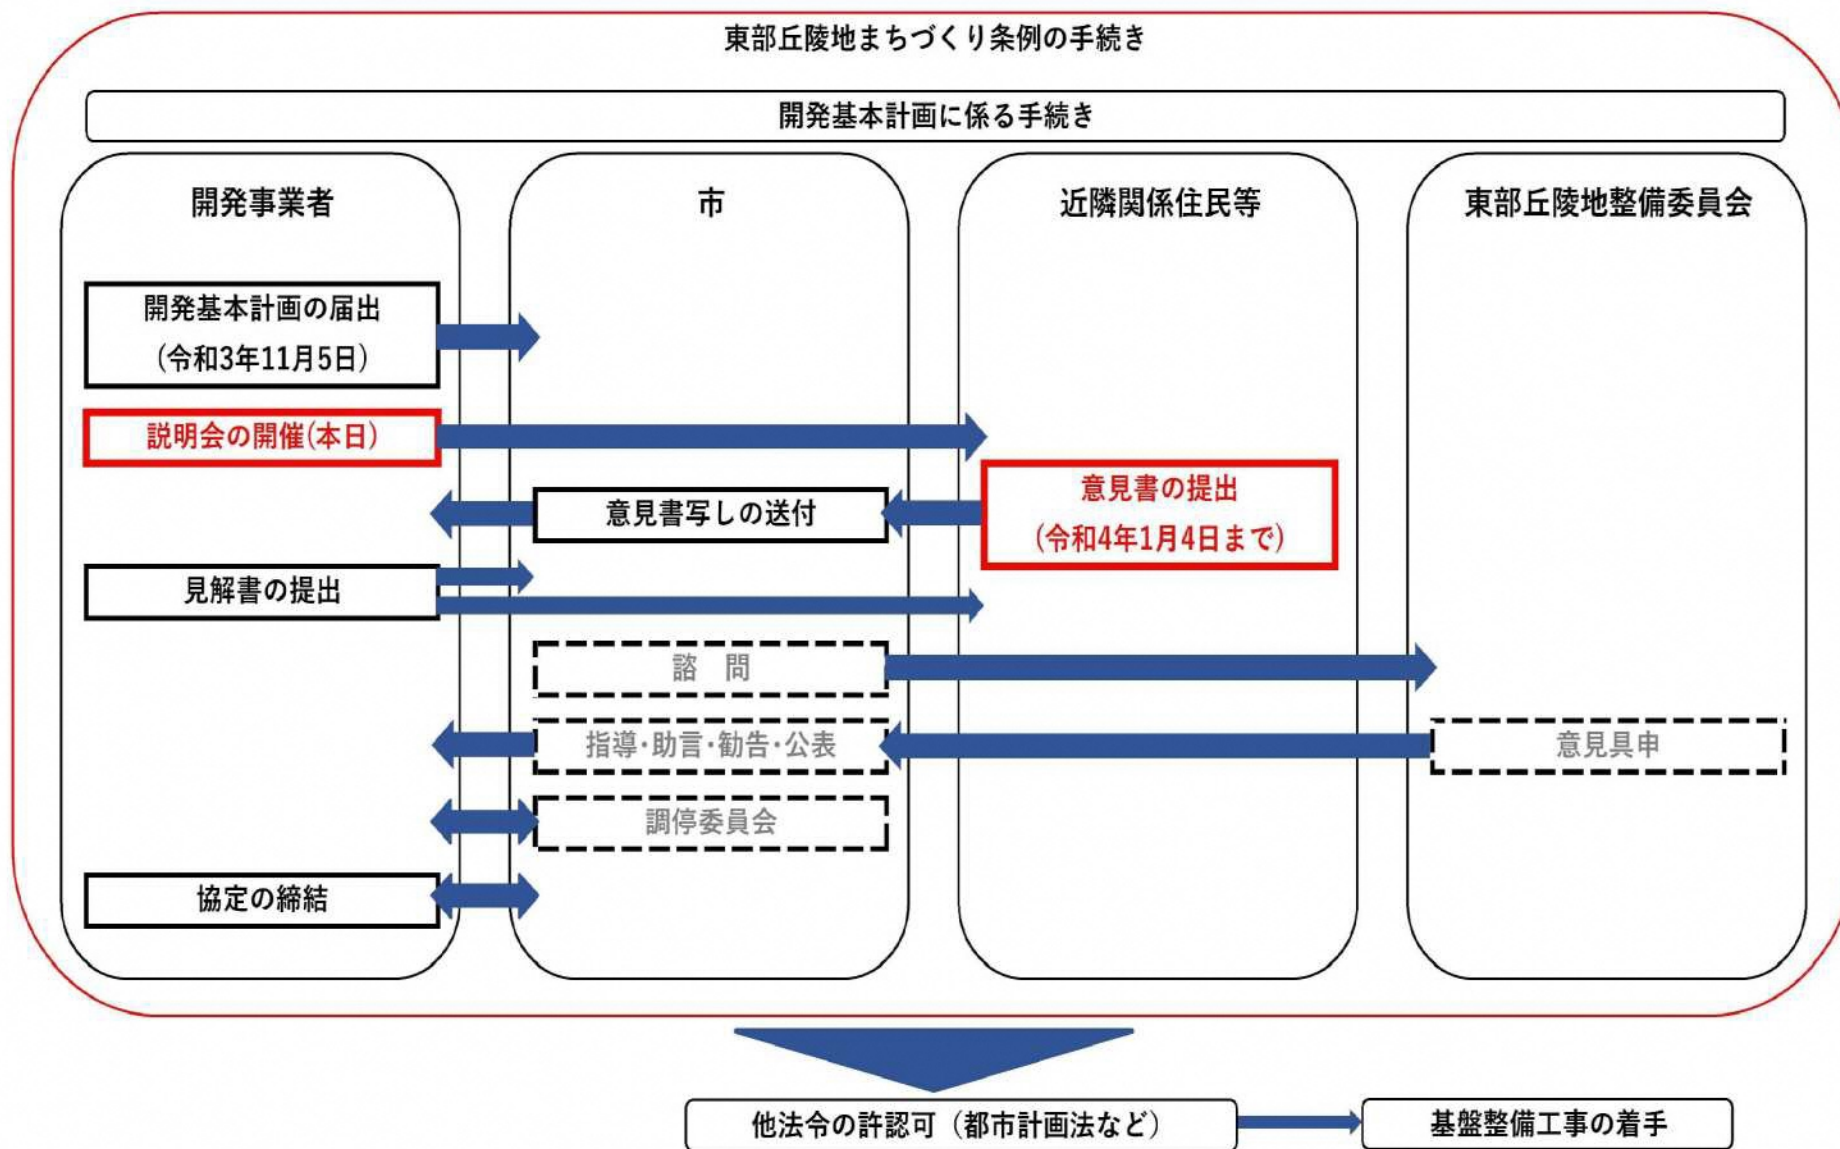 東部丘陵地まちづくり条例の手続き
開発基本計画に係る手続き
開発事業者
市
近隣関係住民等
東部丘陵地整備委員会
開発基本計画の届出
(令和3年11月5日)
説明会の開催(本日)
意見書の提出
(令和4年1月4日まで)
意見書写しの送付
見解書の提出
諮　問
指導・助言・勧告・公表
意見具申
調停委員会
協定の締結
他法令の許認可（都市計画法など）
基盤整備工事の着手